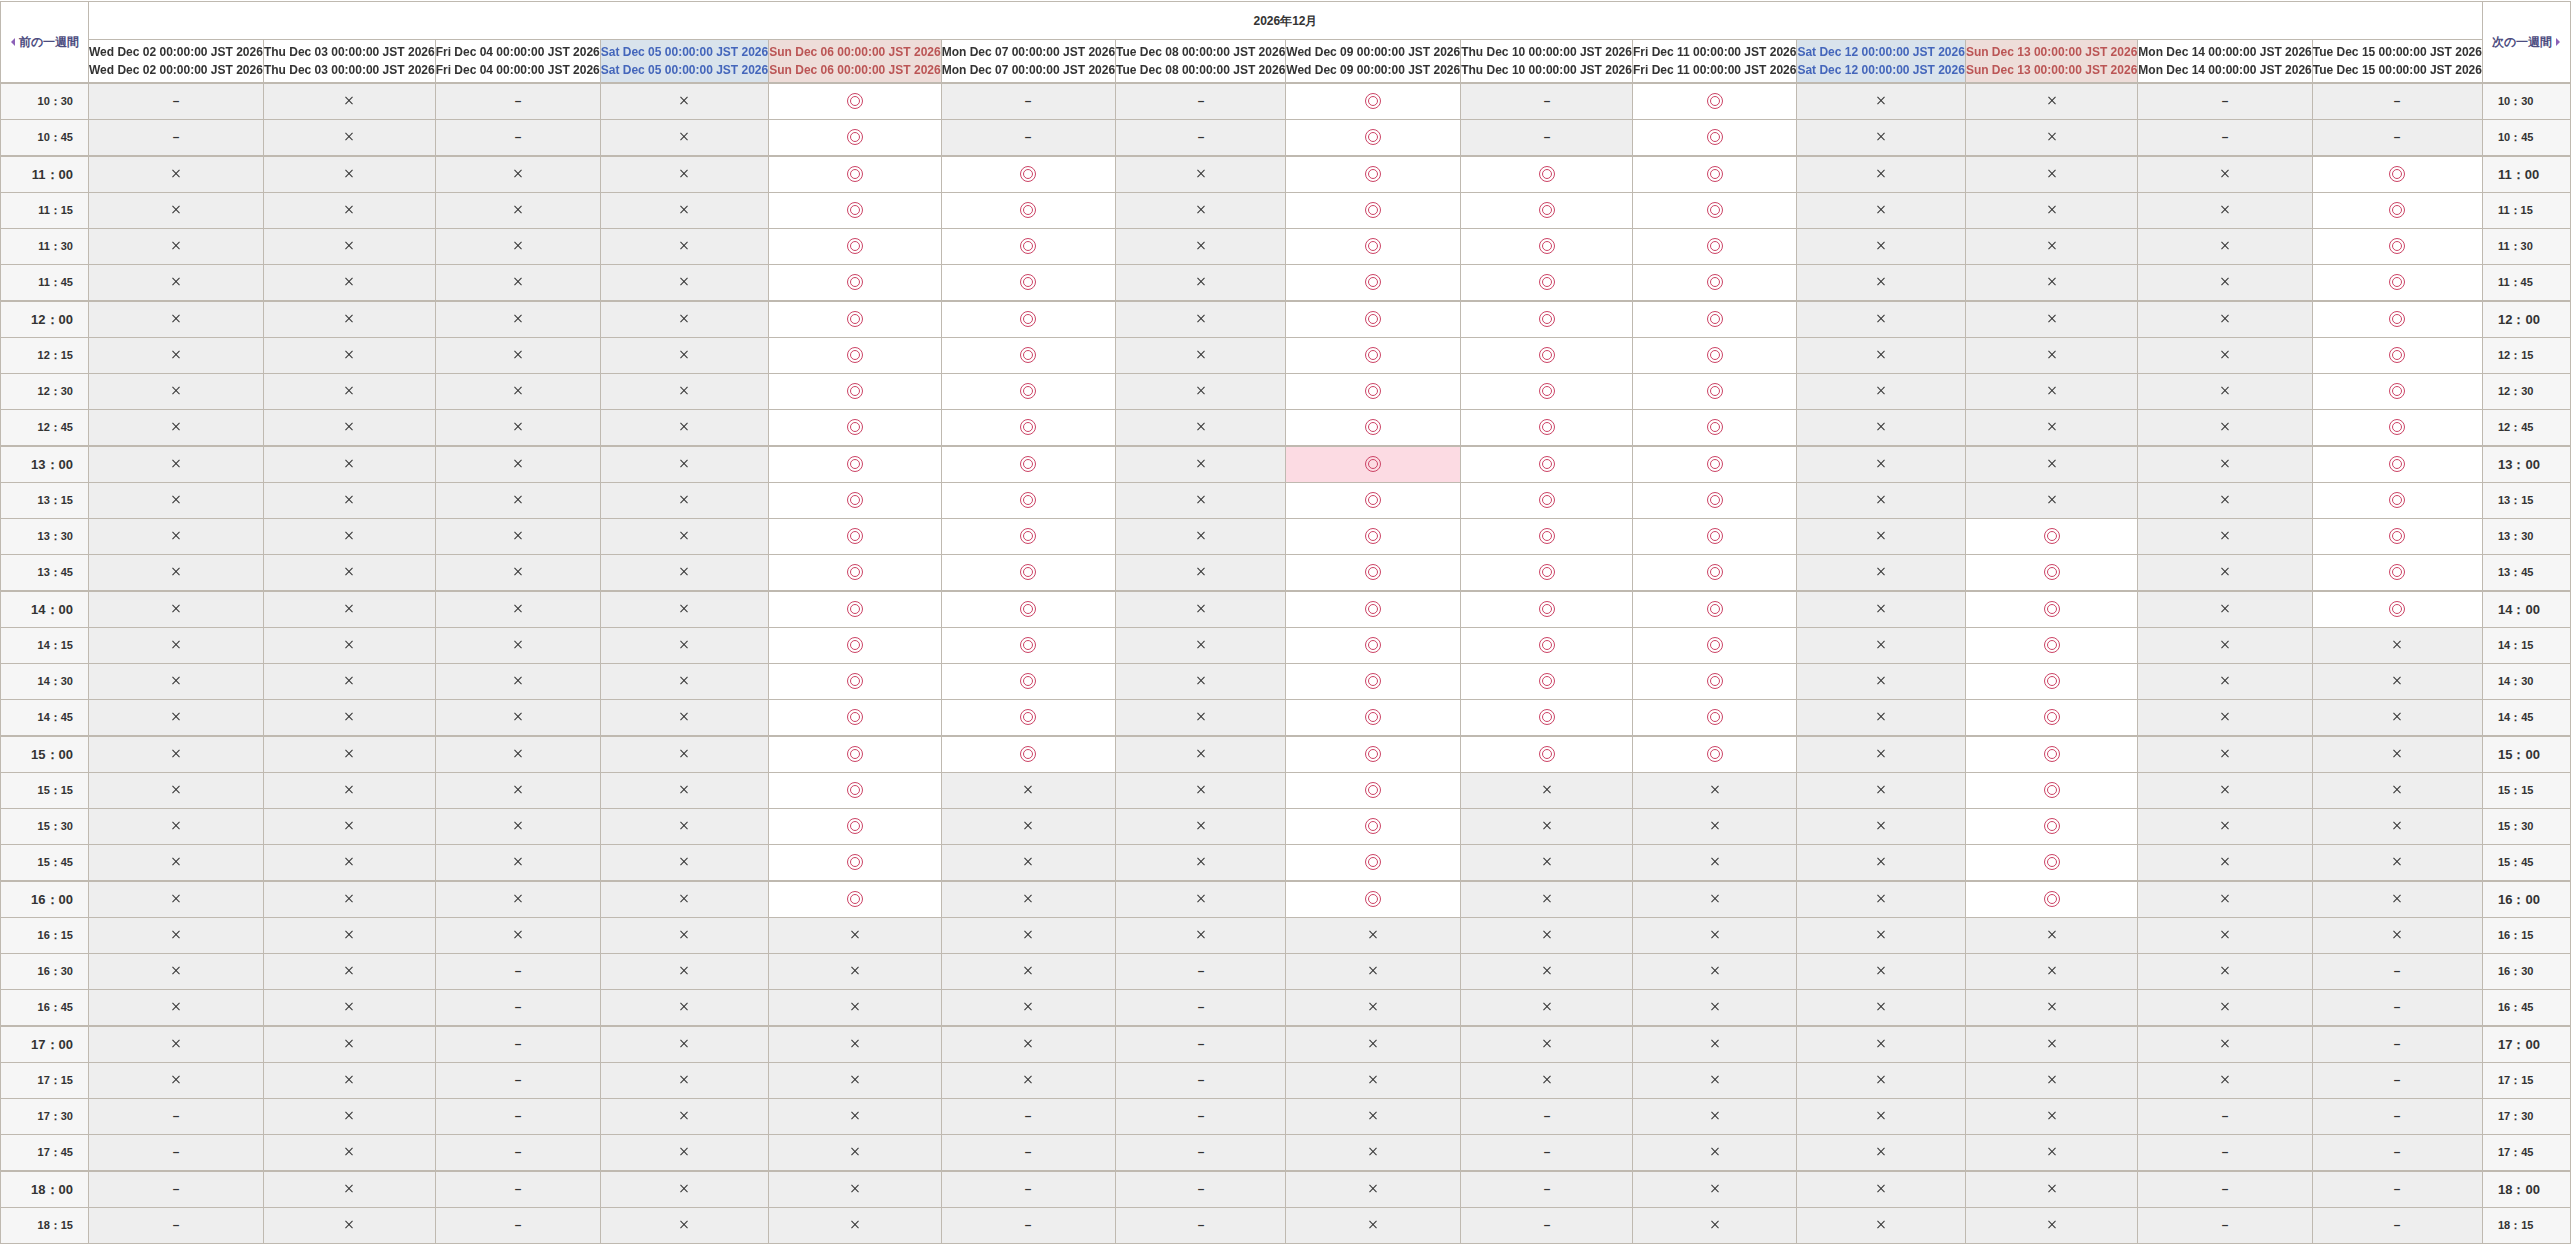 2026年12月
前の一週間 次の一週間
Wed Dec 02 00:00:00 JST 2026 Thu Dec 03 00:00:00 JST 2026 Fri Dec 04 00:00:00 JST 2026 Sat Dec 05 00:00:00 JST 2026 Sun Dec 06 00:00:00 JST 2026 Mon Dec 07 00:00:00 JST 2026 Tue Dec 08 00:00:00 JST 2026 Wed Dec 09 00:00:00 JST 2026 Thu Dec 10 00:00:00 JST 2026 Fri Dec 11 00:00:00 JST 2026 Sat Dec 12 00:00:00 JST 2026 Sun Dec 13 00:00:00 JST 2026 Mon Dec 14 00:00:00 JST 2026 Tue Dec 15 00:00:00 JST 2026
Wed Dec 02 00:00:00 JST 2026 Thu Dec 03 00:00:00 JST 2026 Fri Dec 04 00:00:00 JST 2026 Sat Dec 05 00:00:00 JST 2026 Sun Dec 06 00:00:00 JST 2026 Mon Dec 07 00:00:00 JST 2026 Tue Dec 08 00:00:00 JST 2026 Wed Dec 09 00:00:00 JST 2026 Thu Dec 10 00:00:00 JST 2026 Fri Dec 11 00:00:00 JST 2026 Sat Dec 12 00:00:00 JST 2026 Sun Dec 13 00:00:00 JST 2026 Mon Dec 14 00:00:00 JST 2026 Tue Dec 15 00:00:00 JST 2026
10：30 – × – × ◎ – – ◎ – ◎ × × – – 10：30
10：45 – × – × ◎ – – ◎ – ◎ × × – – 10：45
11：00 × × × × ◎ ◎ × ◎ ◎ ◎ × × × ◎ 11：00
11：15 × × × × ◎ ◎ × ◎ ◎ ◎ × × × ◎ 11：15
11：30 × × × × ◎ ◎ × ◎ ◎ ◎ × × × ◎ 11：30
11：45 × × × × ◎ ◎ × ◎ ◎ ◎ × × × ◎ 11：45
12：00 × × × × ◎ ◎ × ◎ ◎ ◎ × × × ◎ 12：00
12：15 × × × × ◎ ◎ × ◎ ◎ ◎ × × × ◎ 12：15
12：30 × × × × ◎ ◎ × ◎ ◎ ◎ × × × ◎ 12：30
12：45 × × × × ◎ ◎ × ◎ ◎ ◎ × × × ◎ 12：45
13：00 × × × × ◎ ◎ × ◎ ◎ ◎ × × × ◎ 13：00
13：15 × × × × ◎ ◎ × ◎ ◎ ◎ × × × ◎ 13：15
13：30 × × × × ◎ ◎ × ◎ ◎ ◎ × ◎ × ◎ 13：30
13：45 × × × × ◎ ◎ × ◎ ◎ ◎ × ◎ × ◎ 13：45
14：00 × × × × ◎ ◎ × ◎ ◎ ◎ × ◎ × ◎ 14：00
14：15 × × × × ◎ ◎ × ◎ ◎ ◎ × ◎ × × 14：15
14：30 × × × × ◎ ◎ × ◎ ◎ ◎ × ◎ × × 14：30
14：45 × × × × ◎ ◎ × ◎ ◎ ◎ × ◎ × × 14：45
15：00 × × × × ◎ ◎ × ◎ ◎ ◎ × ◎ × × 15：00
15：15 × × × × ◎ × × ◎ × × × ◎ × × 15：15
15：30 × × × × ◎ × × ◎ × × × ◎ × × 15：30
15：45 × × × × ◎ × × ◎ × × × ◎ × × 15：45
16：00 × × × × ◎ × × ◎ × × × ◎ × × 16：00
16：15 × × × × × × × × × × × × × × 16：15
16：30 × × – × × × – × × × × × × – 16：30
16：45 × × – × × × – × × × × × × – 16：45
17：00 × × – × × × – × × × × × × – 17：00
17：15 × × – × × × – × × × × × × – 17：15
17：30 – × – × × – – × – × × × – – 17：30
17：45 – × – × × – – × – × × × – – 17：45
18：00 – × – × × – – × – × × × – – 18：00
18：15 – × – × × – – × – × × × – – 18：15